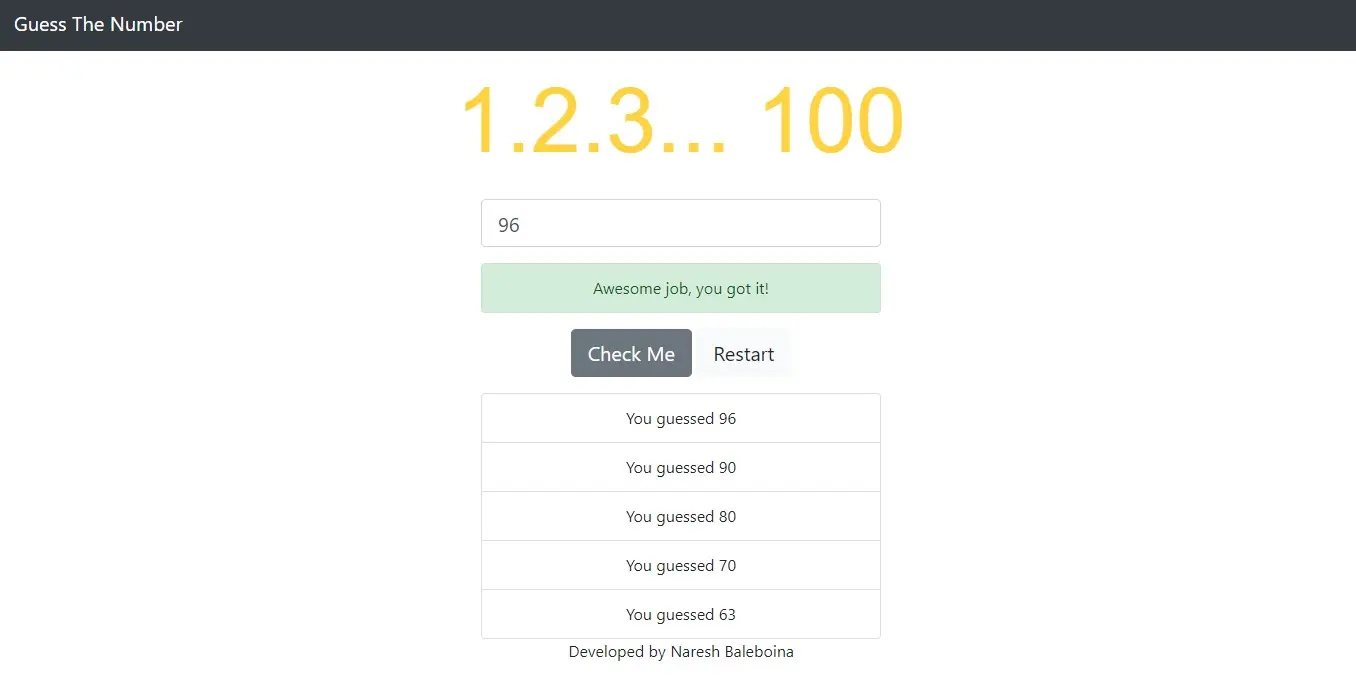 Guess The Number
1.2.3... 100
96
Awesome job, you got it!
Check Me Restart
You guessed 96
You guessed 90
You guessed 80
You guessed 70
You guessed 63
Developed by Naresh Baleboina